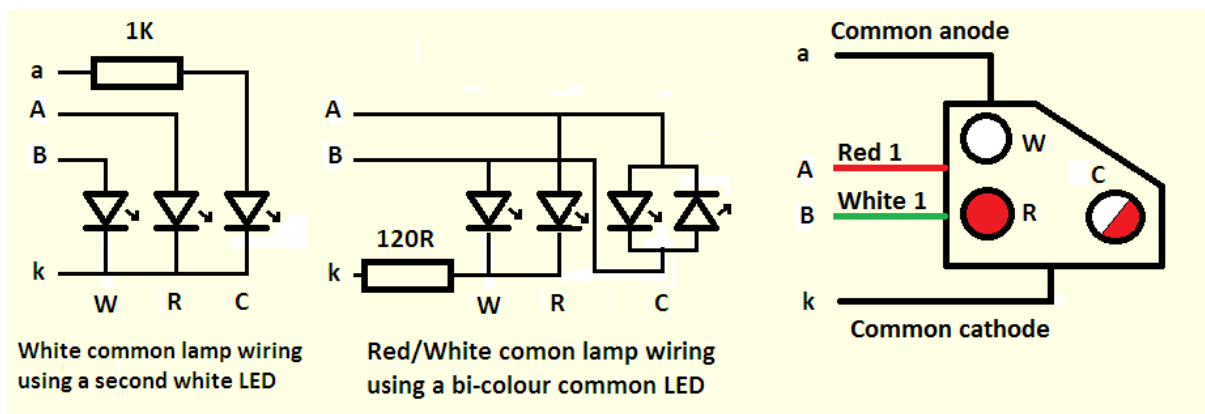 1K
a
A
B
k
W R C
White common lamp wiring
using a second white LED
A
B
120R
k
W R C
Red/White comon lamp wiring
using a bi-colour common LED
Common anode
a
W
A Red 1
C
B White 1
R
k
Common cathode